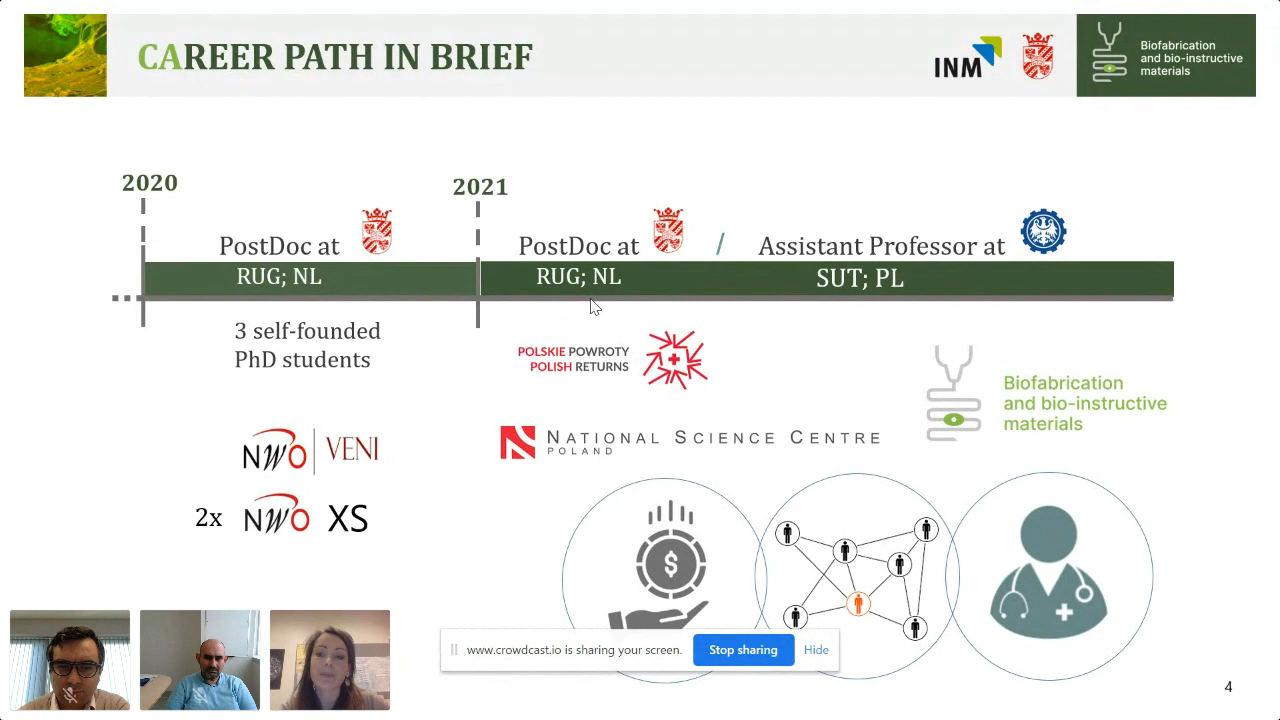 CAREER PATH IN BRIEF
INM
Biofabrication
and bio-instructive
materials
2020
2021
PostDoc at
PostDoc at
/
Assistant Professor at
RUG; NL
RUG; NL
SUT; PL
3 self-founded
PhD students
POLSKIE POWROTY
POLISH RETURNS
Biofabrication
and bio-instructive
materials
NWO | VENI
NATIONAL SCIENCE CENTRE
POLAND
2x NWO XS
$
www.crowdcast.io is sharing your screen.
Stop sharing
Hide
4